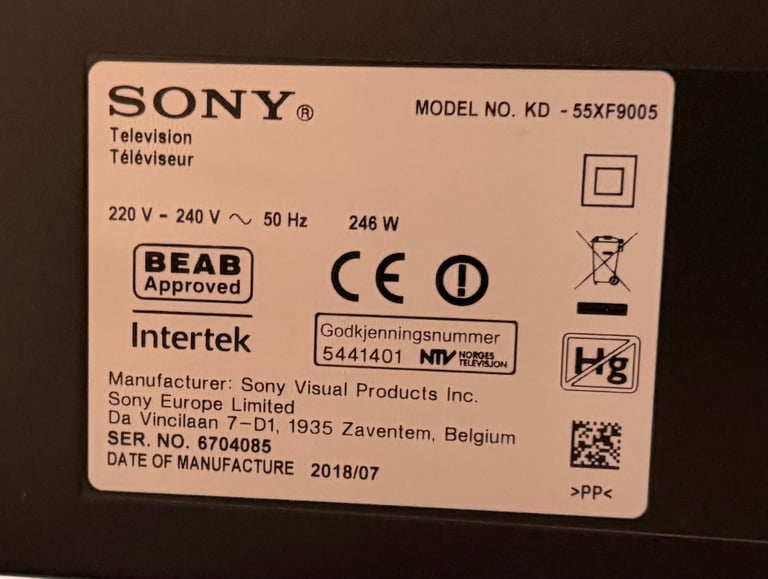 SONY®
MODEL NO. KD - 55XF9005
Television
Téléviseur
220 V - 240 V ~ 50 Hz 246 W
BEAB
Approved
CE
Intertek
Godkjenningsnummer
5441401 NTV NORGES
TELEVISJON
Hg
Manufacturer: Sony Visual Products Inc.
Sony Europe Limited
Da Vincilaan 7-D1, 1935 Zaventem, Belgium
SER. NO. 6704085
DATE OF MANUFACTURE 2018/07
>PP<